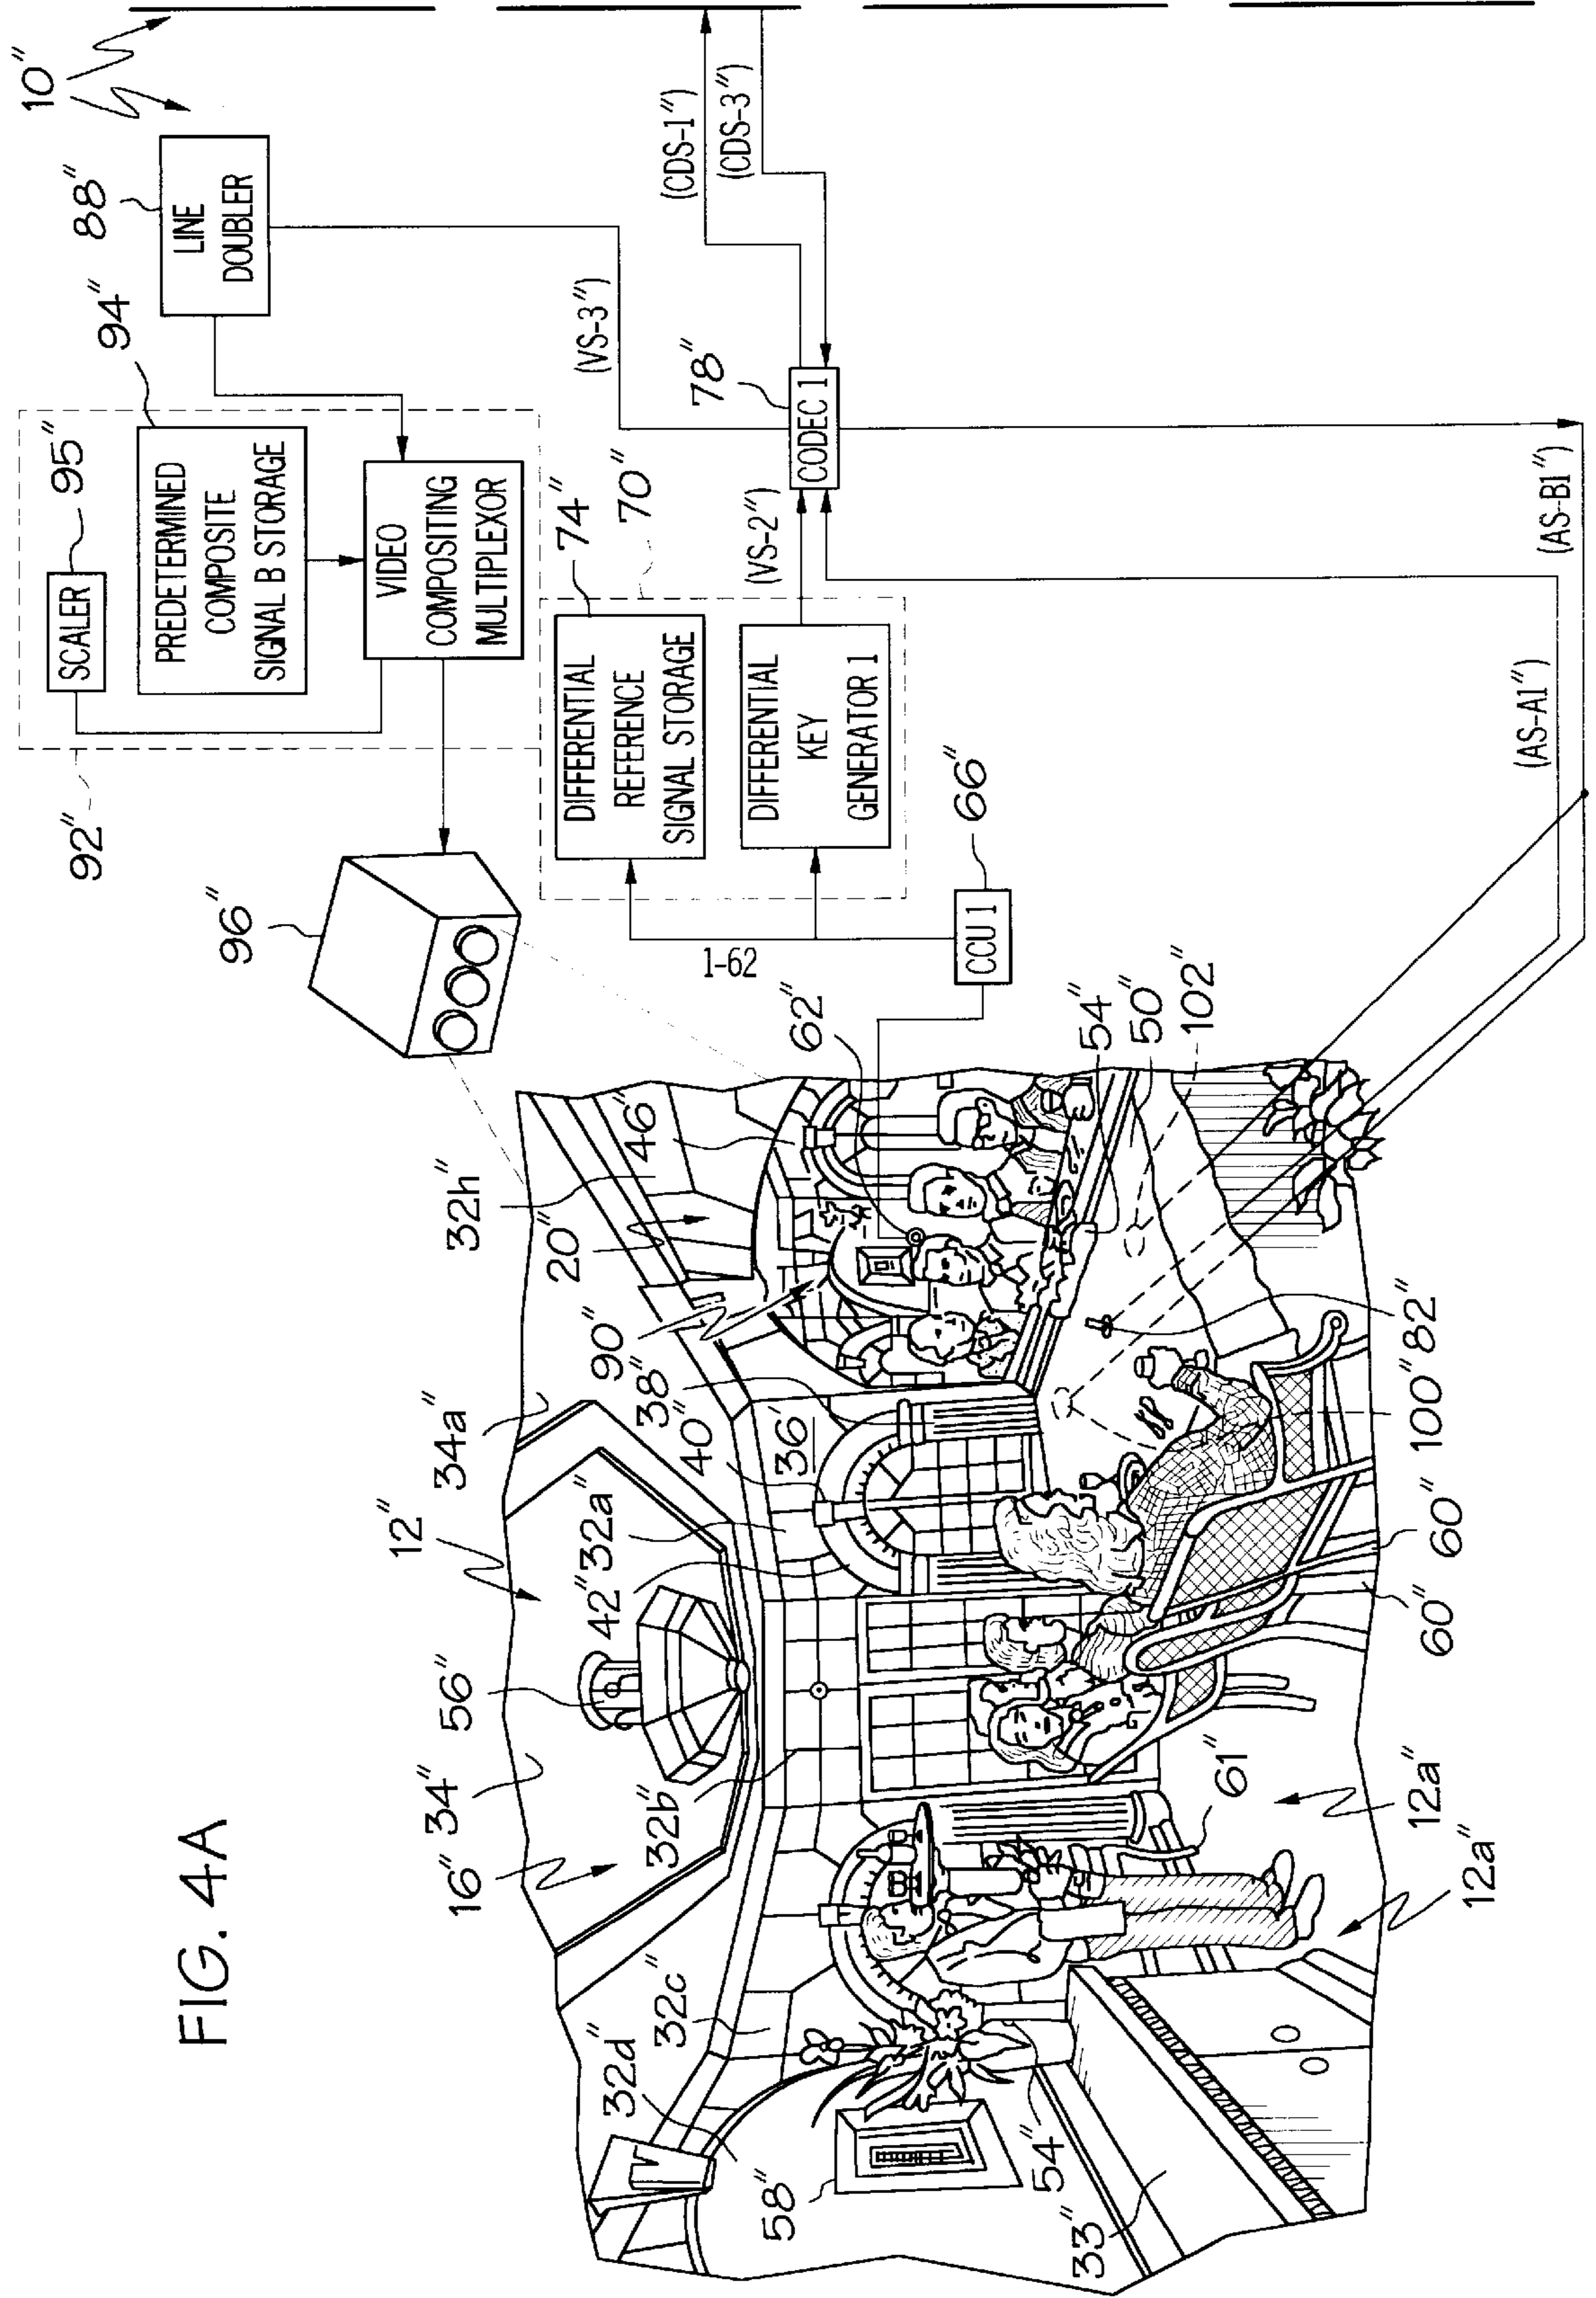 FIG. 4A
10"
88"
LINE
DOUBLER
94"
95"
SCALER
PREDETERMINED
COMPOSITE
SIGNAL B STORAGE
VIDEO
COMPOSITING
MULTIPLEXOR
92"
96"
(VS-3")
(CDS-1")
(CDS-3")
78"
CODEC 1
70"
74"
DIFFERENTIAL
REFERENCE
SIGNAL STORAGE
(VS-2")
DIFFERENTIAL
KEY
GENERATOR 1
66"
CCU 1
1-62
62"
(AS-A1")
(AS-B1")
16"
34"
56"
12"
34a"
32d"
32c"
32b"
42"
32a"
40"
38"
36'
90"
20"
32h"
46"
58"
54"
33"
12a"
61"
12a"
60"
60"
100"
82"
54"
50"
102"